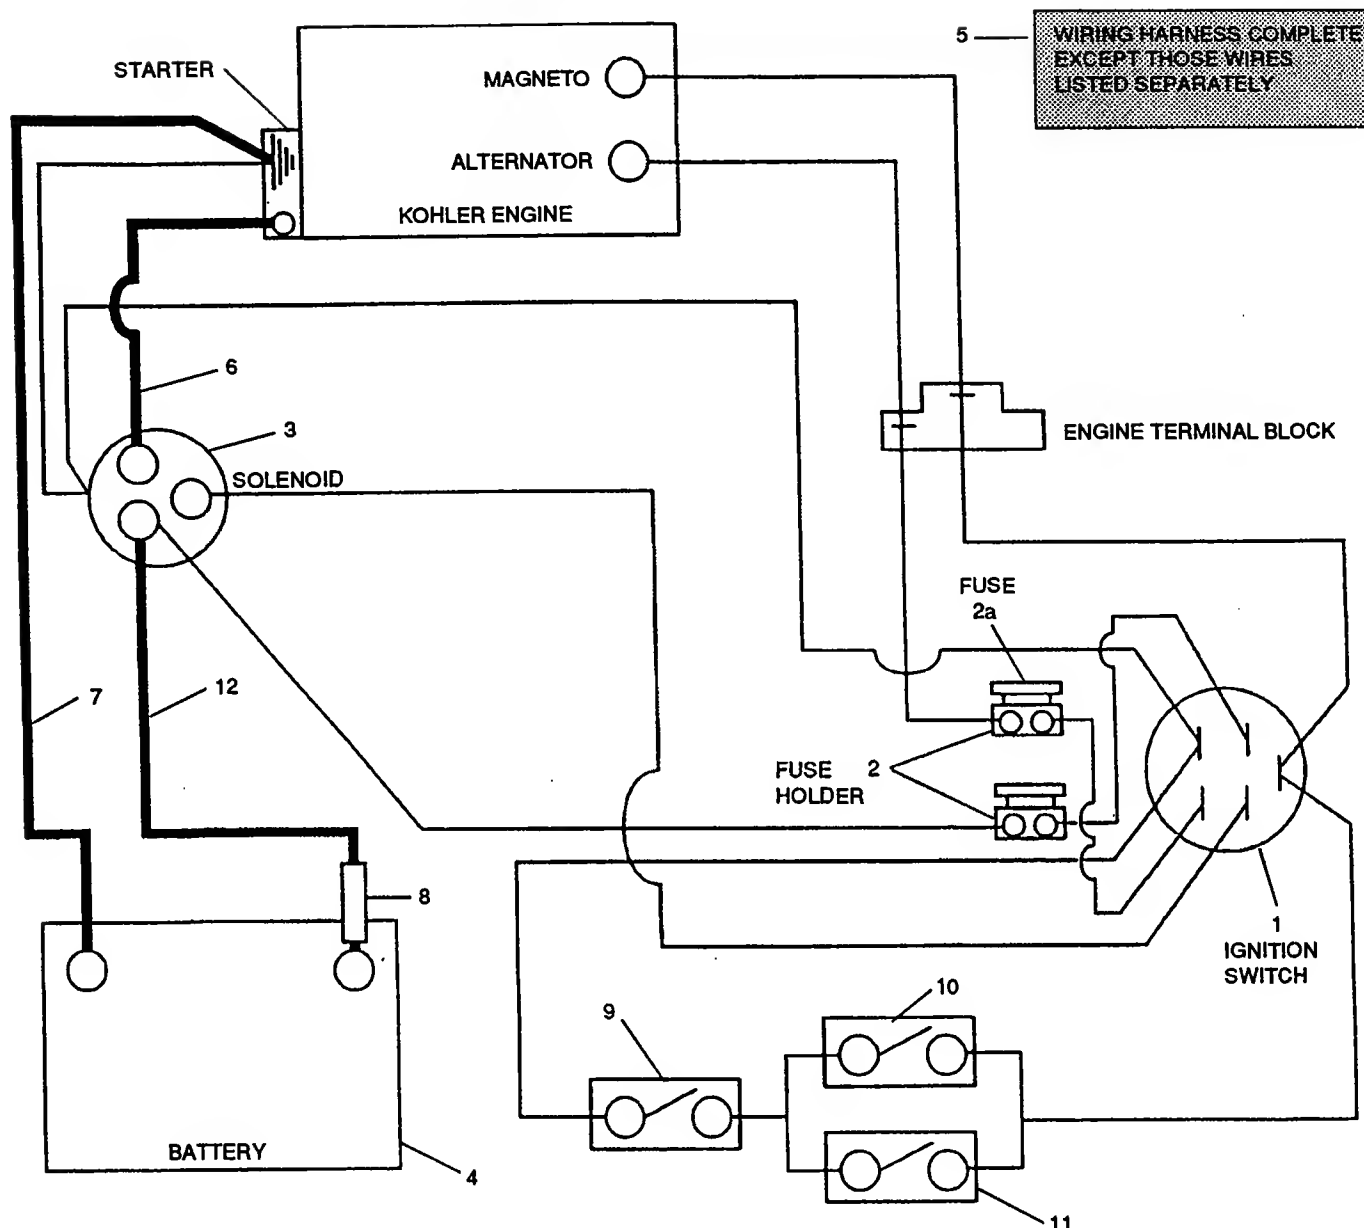 5
WIRING HARNESS COMPLETE
EXCEPT THOSE WIRES
LISTED SEPARATELY
STARTER
MAGNETO
ALTERNATOR
KOHLER ENGINE
6
3
SOLENOID
ENGINE TERMINAL BLOCK
FUSE
2a
7
12
FUSE 2
HOLDER
8
1
IGNITION
SWITCH
9
10
BATTERY
4
11